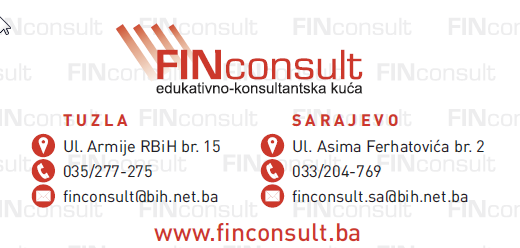 FINconsult
edukativno-konsultantska kuća
TUZLA
Ul. Armije RBiH br. 15
035/277-275
finconsult@bih.net.ba
SARAJEVO
Ul. Asima Ferhatovića br. 2
033/204-769
finconsult.sa@bih.net.ba
www.finconsult.ba